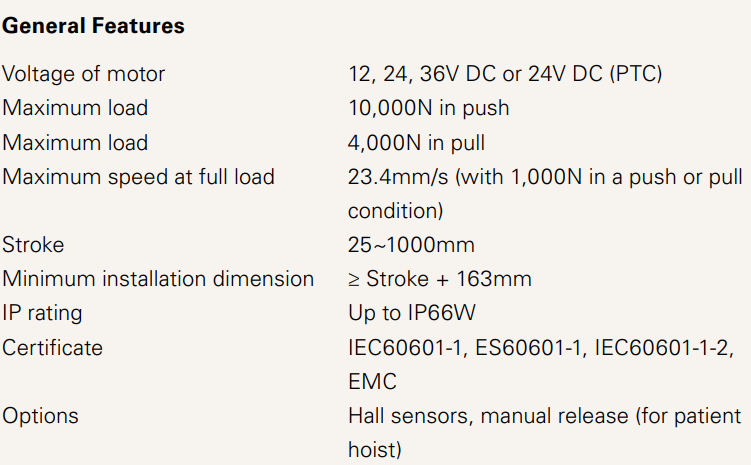 General Features
Voltage of motor 12, 24, 36V DC or 24V DC (PTC)
Maximum load 10,000N in push
Maximum load 4,000N in pull
Maximum speed at full load 23.4mm/s (with 1,000N in a push or pull
condition)
Stroke 25~1000mm
Minimum installation dimension ≥ Stroke + 163mm
IP rating Up to IP66W
Certificate IEC60601-1, ES60601-1, IEC60601-1-2,
EMC
Options Hall sensors, manual release (for patient
hoist)